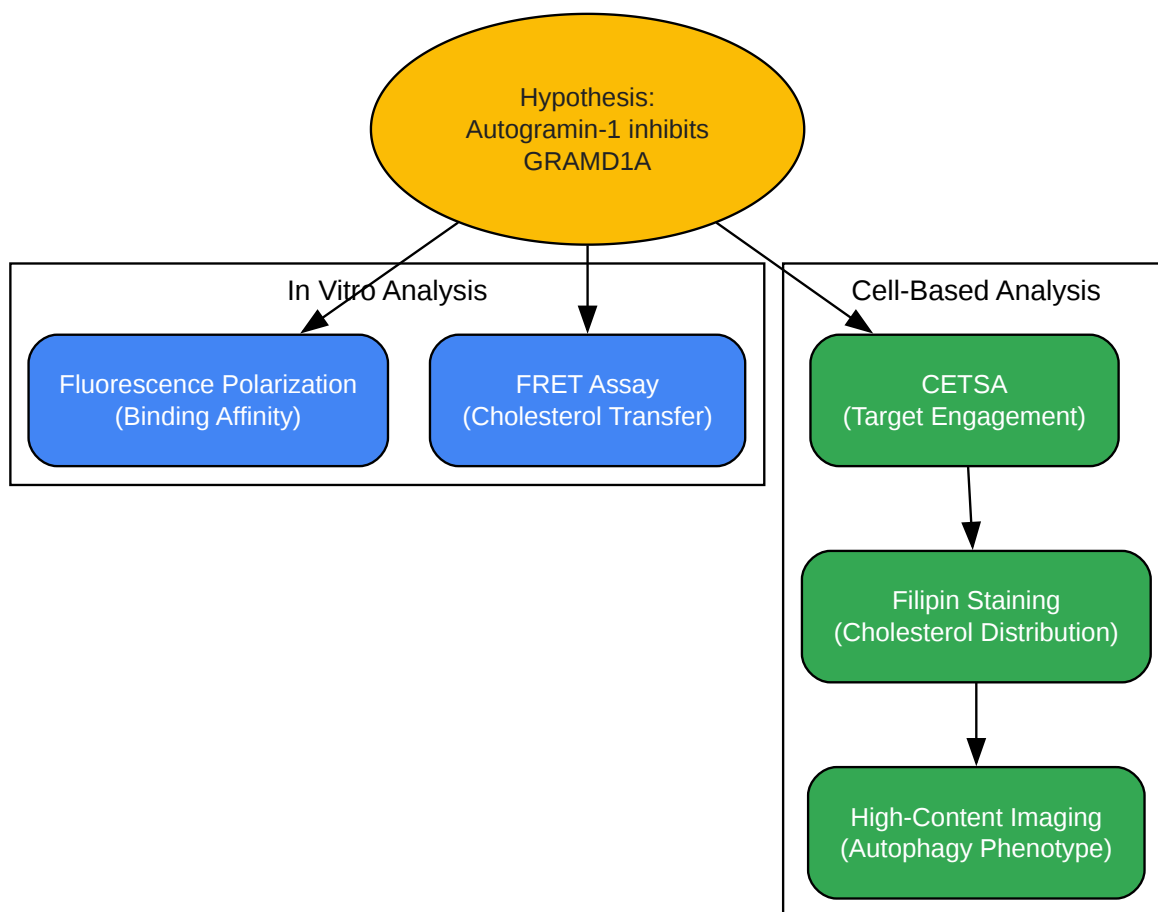 Hypothesis:
Autogramin-1 inhibits
GRAMD1A
In Vitro Analysis
Fluorescence Polarization
(Binding Affinity)
FRET Assay
(Cholesterol Transfer)
Cell-Based Analysis
CETSA
(Target Engagement)
Filipin Staining
(Cholesterol Distribution)
High-Content Imaging
(Autophagy Phenotype)